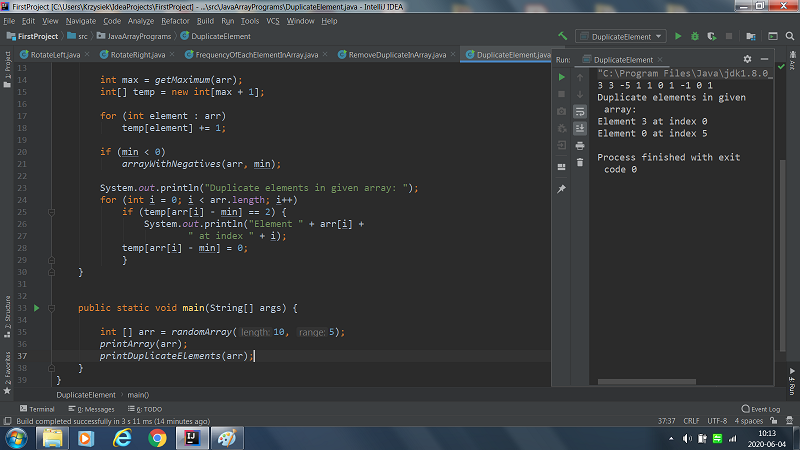 FirstProject [C:\Users\Krzysiek\IdeaProjects\FirstProject] - ...\src\JavaArrayPrograms\DuplicateElement.java - IntelliJ IDEA
File Edit View Navigate Code Analyze Refactor Build Run Tools VCS Window Help
FirstProject src JavaArrayPrograms DuplicateElement DuplicateElement
RotateLeft.java RotateRight.java FrequencyOfEachElementInArray.java RemoveDuplicateInArray.java DuplicateElement.java
Run: DuplicateElement
1: Project
Ant
13
14 int max = getMaximum(arr);
15 int[] temp = new int[max + 1];
16
17 for (int element : arr)
18 temp[element] += 1;
19
20 if (min < 0)
21 arrayWithNegatives(arr, min);
22
23 System.out.println("Duplicate elements in given array: ");
24 for (int i = 0; i < arr.length; i++)
25 if (temp[arr[i] - min] == 2) {
26 System.out.println("Element " + arr[i] +
27 " at index " + i);
28 temp[arr[i] - min] = 0;
29 }
30 }
31
32
33 public static void main(String[] args) {
34
35 int [] arr = randomArray( length: 10, range: 5);
36 printArray(arr);
37 printDuplicateElements(arr);
38 }
39 }
"C:\Program Files\Java\jdk1.8.0_
3 3 -5 1 1 0 1 -1 0 1
Duplicate elements in given
array:
Element 3 at index 0
Element 0 at index 5
Process finished with exit
code 0
7: Structure
2: Favorites
4: Run
DuplicateElement main()
Terminal 0: Messages 6: TODO Event Log
Build completed successfully in 3 s 11 ms (14 minutes ago) 37:37 CRLF UTF-8 4 spaces
10:13
2020-06-04